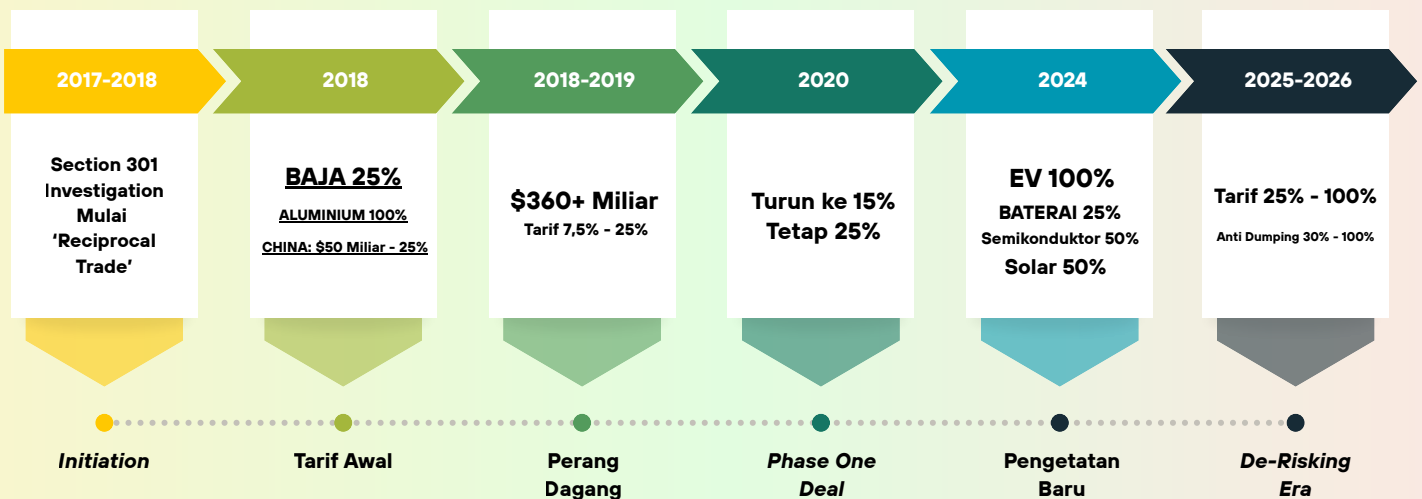 2017-2018
Section 301
Investigation
Mulai
‘Reciprocal
Trade’
Initiation
2018
BAJA 25%
ALUMINIUM 100%
CHINA: $50 Miliar - 25%
Tarif Awal
2018-2019
$360+ Miliar
Tarif 7,5% - 25%
Perang
Dagang
2020
Turun ke 15%
Tetap 25%
Phase One
Deal
2024
EV 100%
BATERAI 25%
Semikonduktor 50%
Solar 50%
Pengetatan
Baru
2025-2026
Tarif 25% - 100%
Anti Dumping 30% - 100%
De-Risking
Era